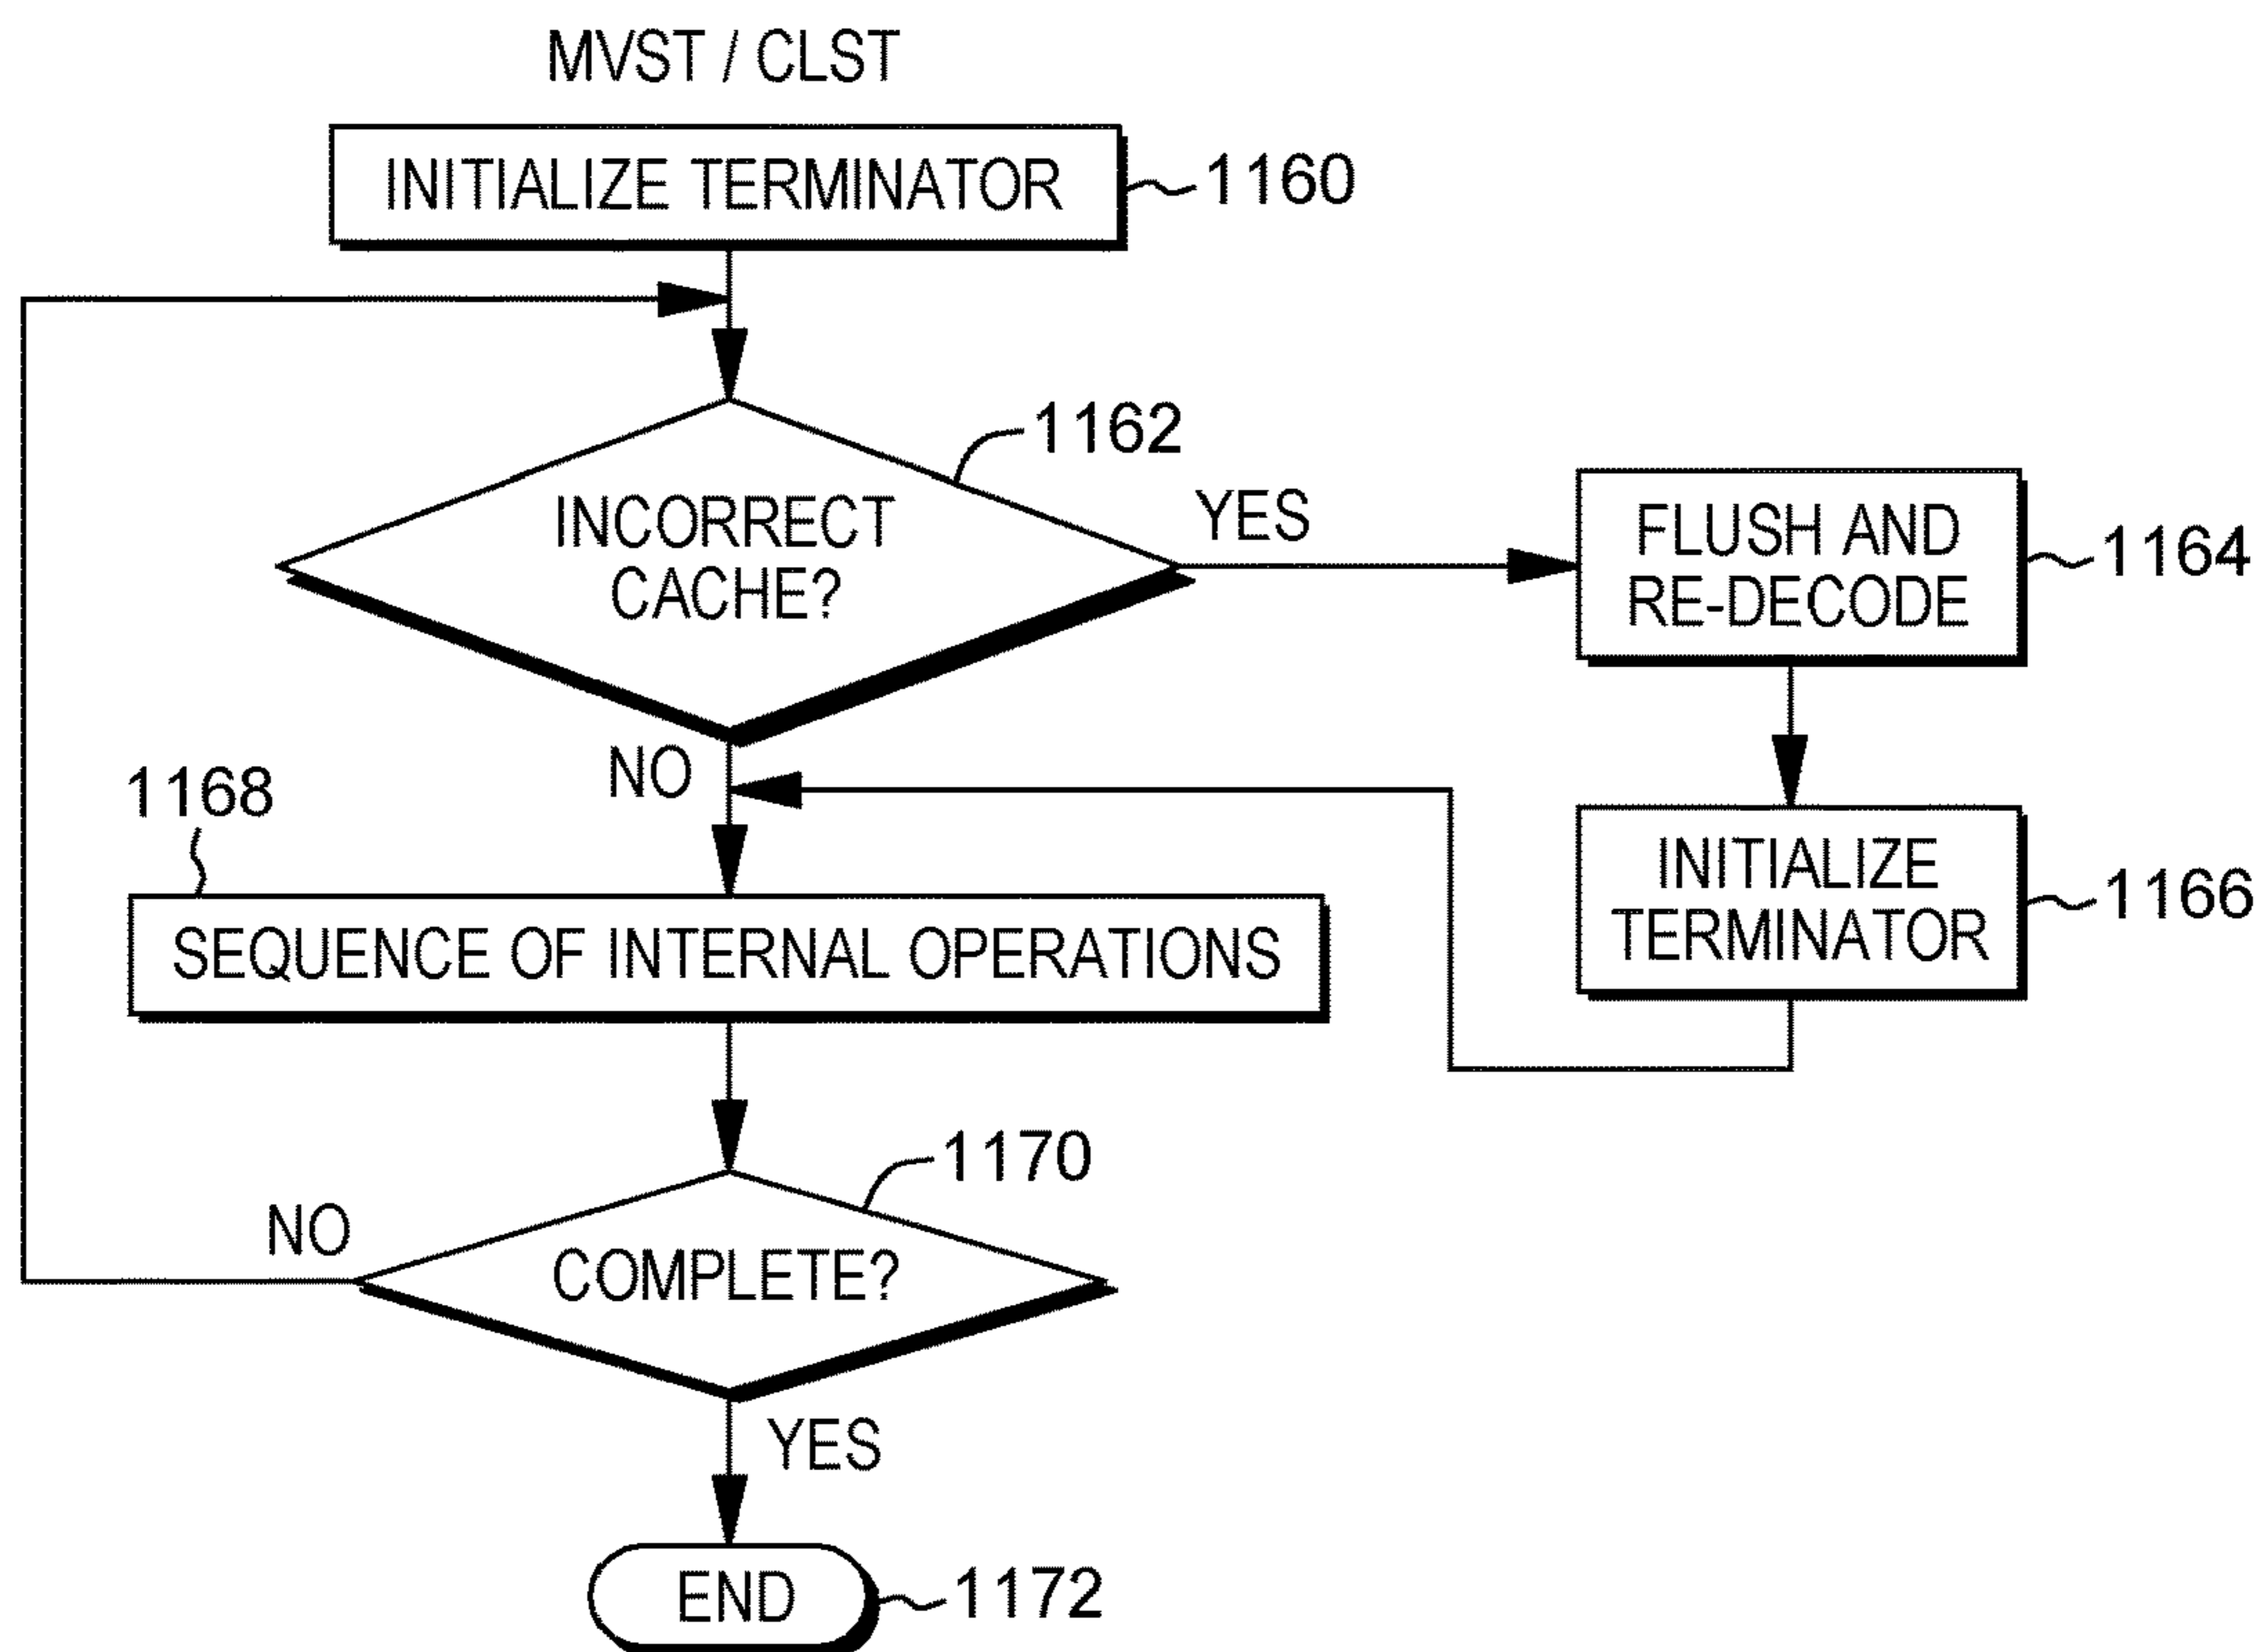 MVST / CLST
INITIALIZE TERMINATOR
1160
1162
INCORRECT
CACHE?
YES
FLUSH AND
RE-DECODE
1164
NO
1168
INITIALIZE
TERMINATOR
1166
SEQUENCE OF INTERNAL OPERATIONS
1170
NO
COMPLETE?
YES
END
1172